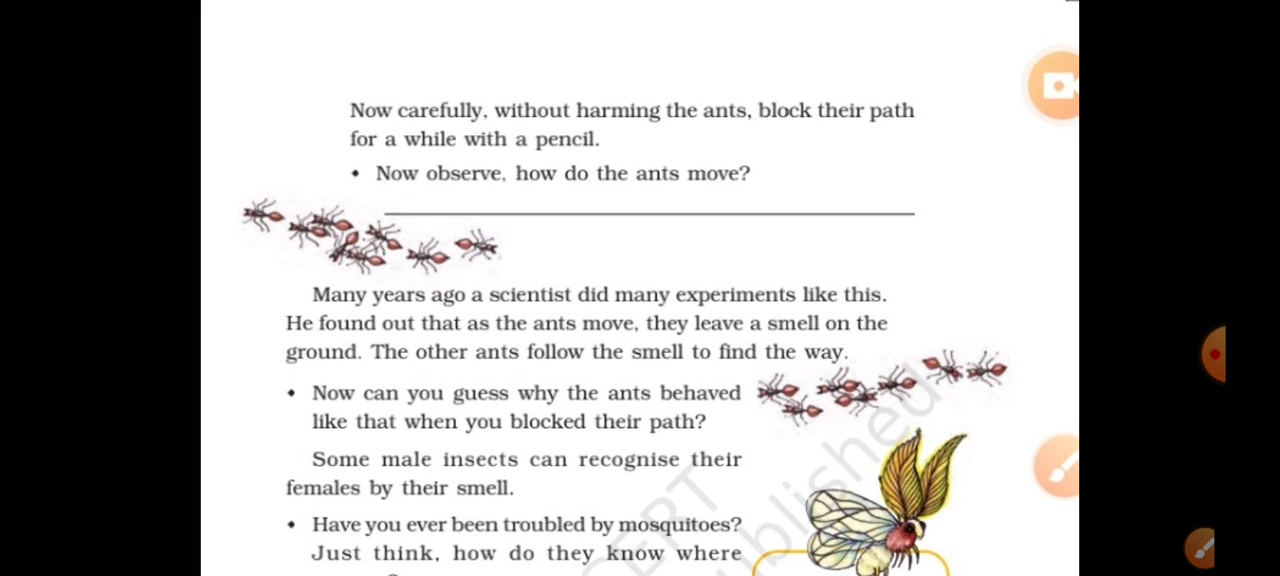 Now carefully, without harming the ants, block their path
for a while with a pencil.
• Now observe, how do the ants move?
Many years ago a scientist did many experiments like this.
He found out that as the ants move, they leave a smell on the
ground. The other ants follow the smell to find the way.
• Now can you guess why the ants behaved
like that when you blocked their path?
Some male insects can recognise their
females by their smell.
• Have you ever been troubled by mosquitoes?
Just think, how do they know where